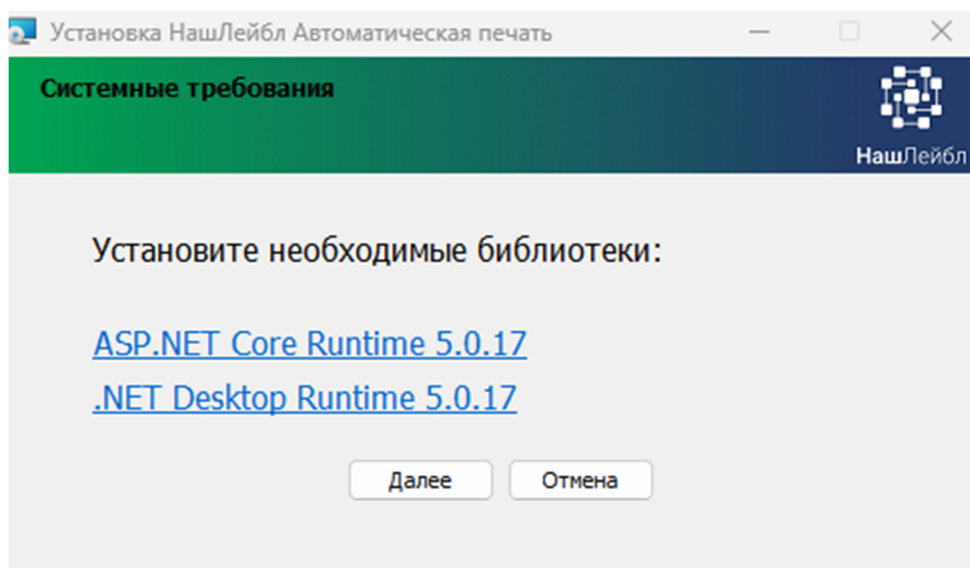 Установка НашЛейбл Автоматическая печать
Системные требования
НашЛейбл
Установите необходимые библиотеки:
ASP.NET Core Runtime 5.0.17
.NET Desktop Runtime 5.0.17
Далее
Отмена